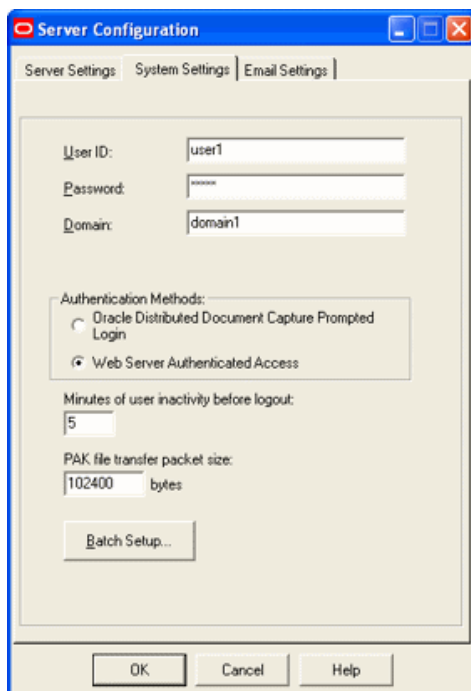 Server Configuration
Server Settings System Settings Email Settings
User ID: user1
Password: *****
Domain: domain1
Authentication Methods:
Oracle Distributed Document Capture Prompted
Login
Web Server Authenticated Access
Minutes of user inactivity before logout:
5
PAK file transfer packet size:
102400 bytes
Batch Setup...
OK Cancel Help